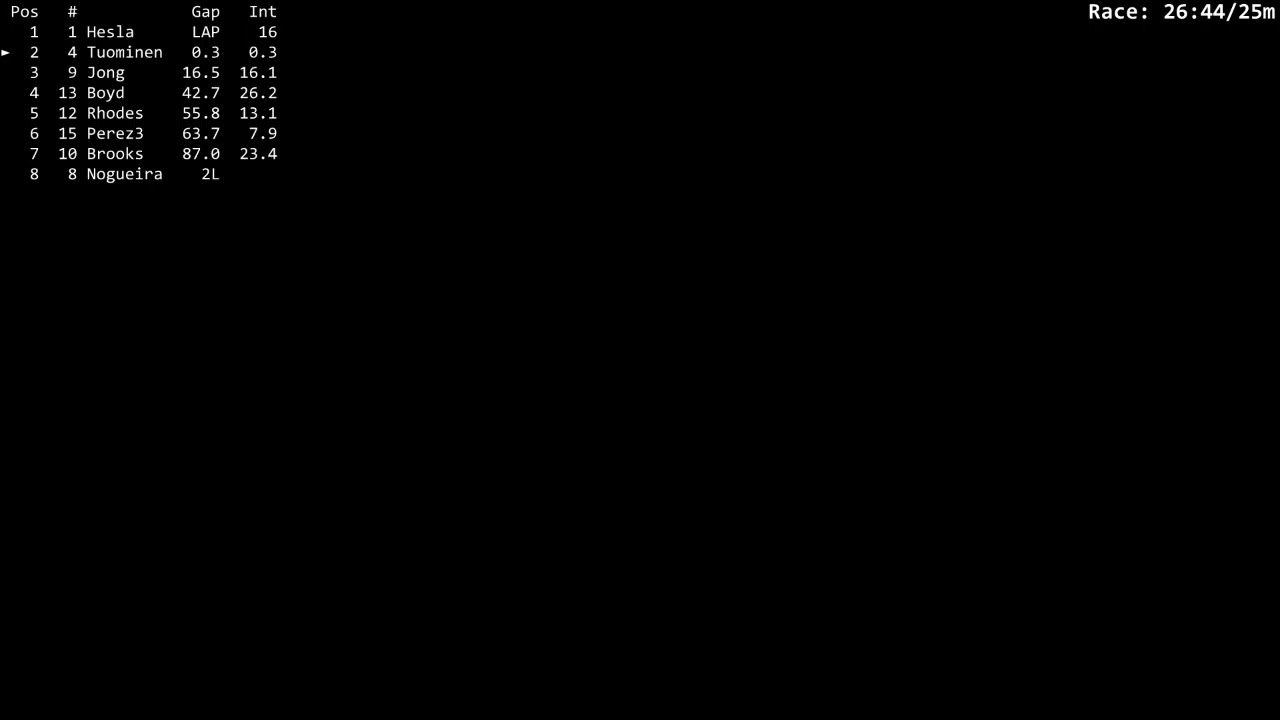 Pos # Gap Int
1 1 Hesla LAP 16
► 2 4 Tuominen 0.3 0.3
3 9 Jong 16.5 16.1
4 13 Boyd 42.7 26.2
5 12 Rhodes 55.8 13.1
6 15 Perez3 63.7 7.9
7 10 Brooks 87.0 23.4
8 8 Nogueira 2L
Race: 26:44/25m